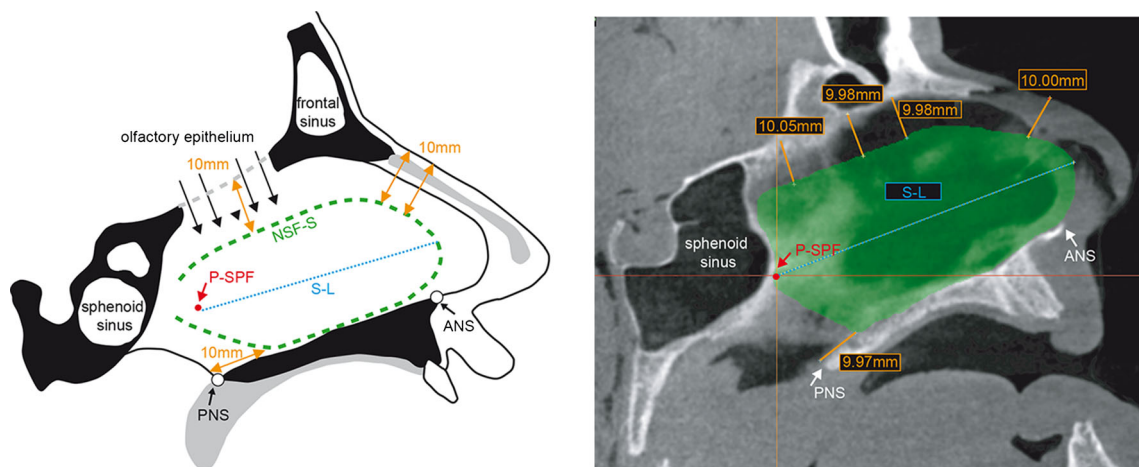 frontal
sinus
olfactory epithelium
10mm
10mm
NSF-S
P-SPF
S-L
sphenoid
sinus
ANS
10mm
PNS
10.00mm
9.98mm
9.98mm
10.05mm
S-L
sphenoid
sinus
P-SPF
ANS
9.97mm
PNS